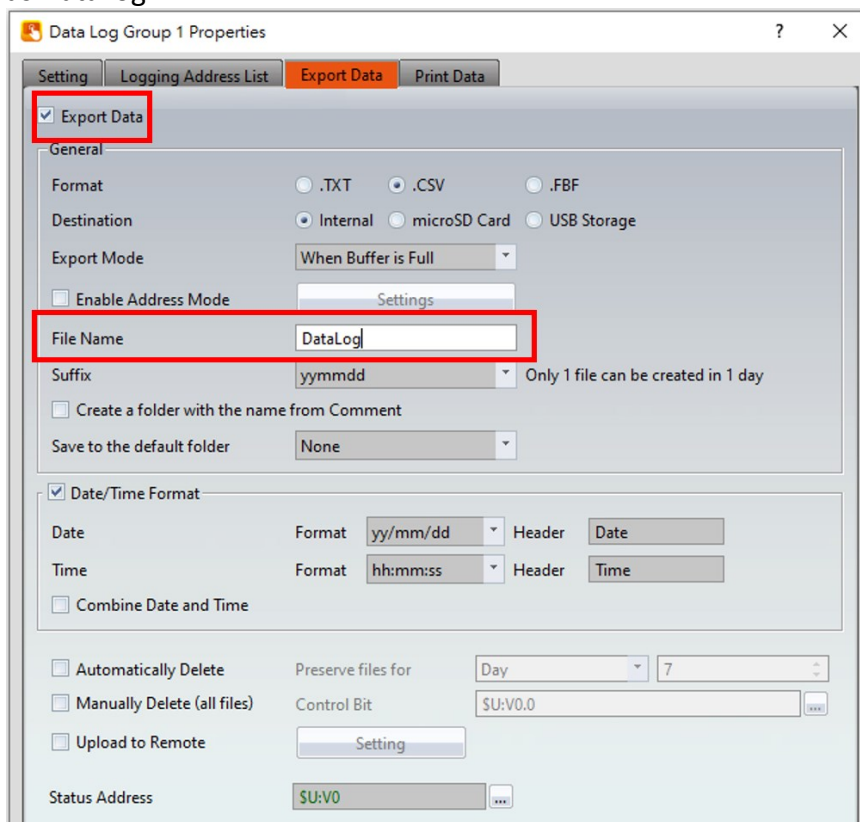 Data Log Group 1 Properties ? ×
Setting Logging Address List Export Data Print Data
Export Data
General
Format .TXT .CSV .FBF
Destination Internal microSD Card USB Storage
Export Mode When Buffer is Full
Enable Address Mode Settings
File Name DataLog
Suffix yymmdd Only 1 file can be created in 1 day
Create a folder with the name from Comment
Save to the default folder None
Date/Time Format
Date Format yy/mm/dd Header Date
Time Format hh:mm:ss Header Time
Combine Date and Time
Automatically Delete Preserve files for Day 7
Manually Delete (all files) Control Bit $U:V0.0 ...
Upload to Remote Setting
Status Address $U:V0 ...